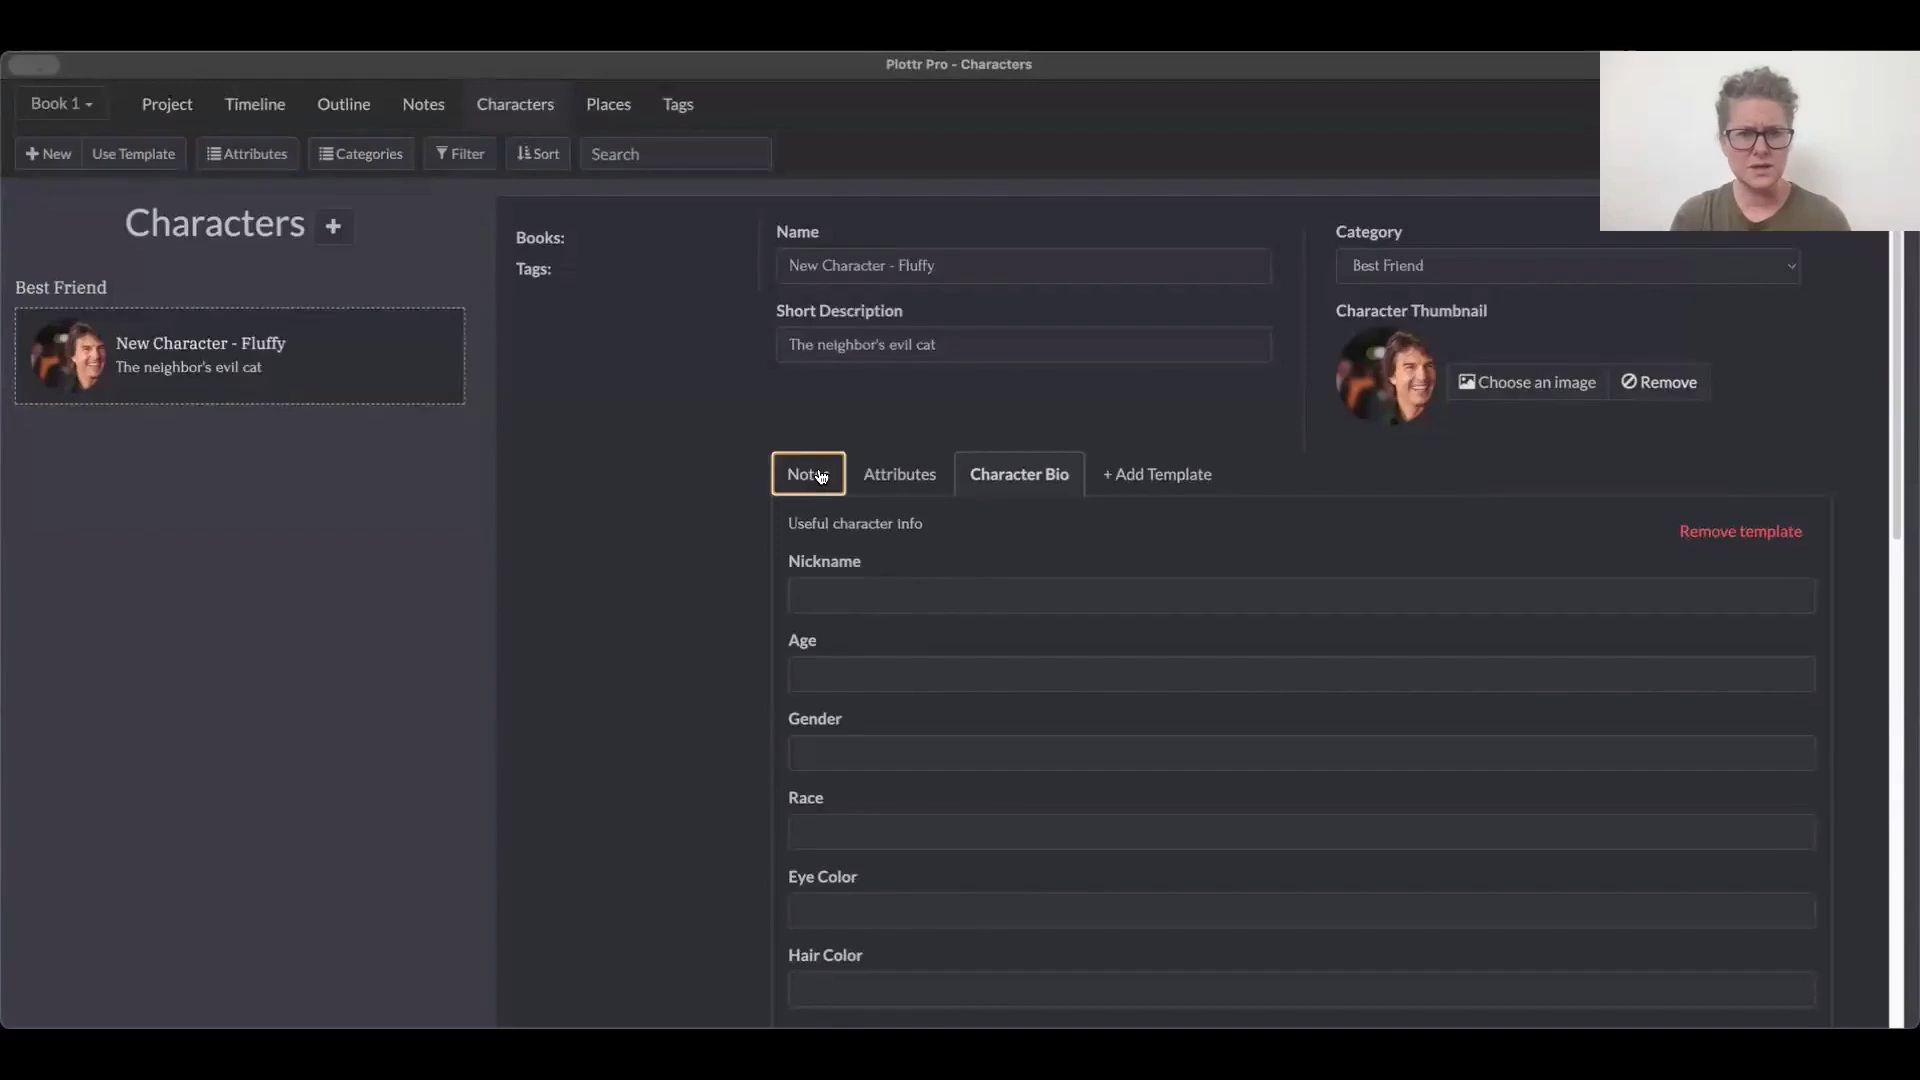 Plottr Pro - Characters
Book 1
Project
Timeline
Outline
Notes
Characters
Places
Tags
New
Use Template
Attributes
Categories
Filter
Sort
Search
Characters
Best Friend
New Character - Fluffy
The neighbor's evil cat
Books:
Tags:
Name
New Character - Fluffy
Short Description
The neighbor's evil cat
Category
Best Friend
Character Thumbnail
Choose an image
Remove
Attributes
Character Bio
+ Add Template
Useful character info
Remove template
Nickname
Age
Gender
Race
Eye Color
Hair Color